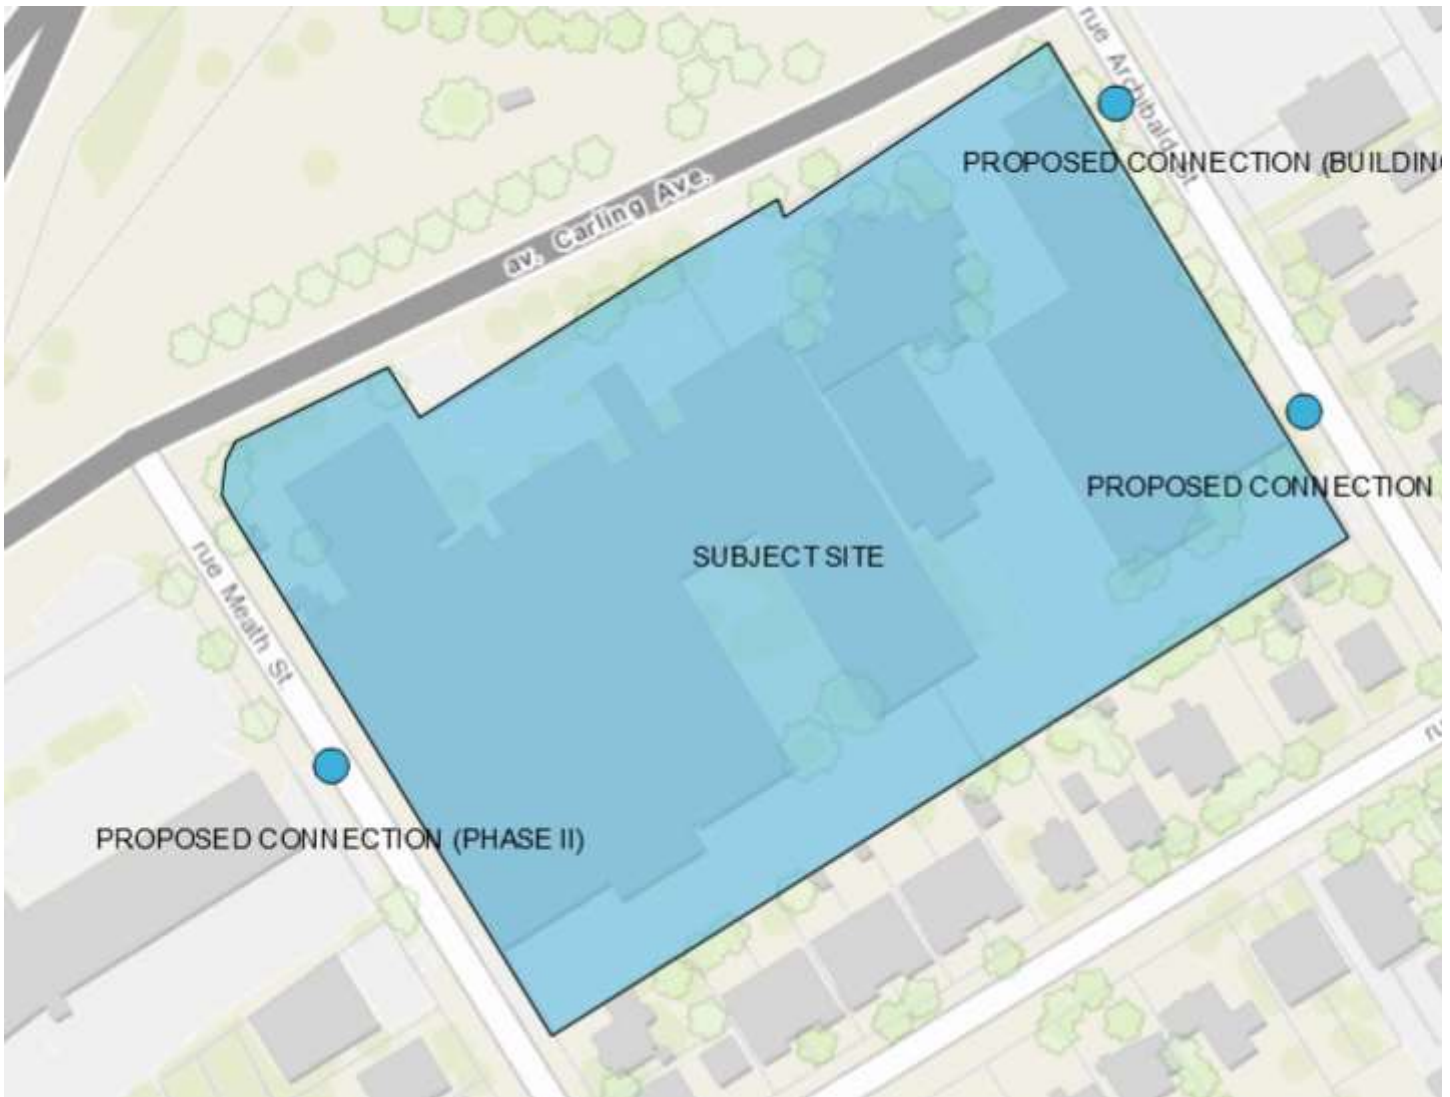 rue Archibald St
PROPOSED CONNECTION (BUILDING
av. Carling Ave.
PROPOSED CONNECTION
SUBJECT SITE
rue Meath St
PROPOSED CONNECTION (PHASE II)